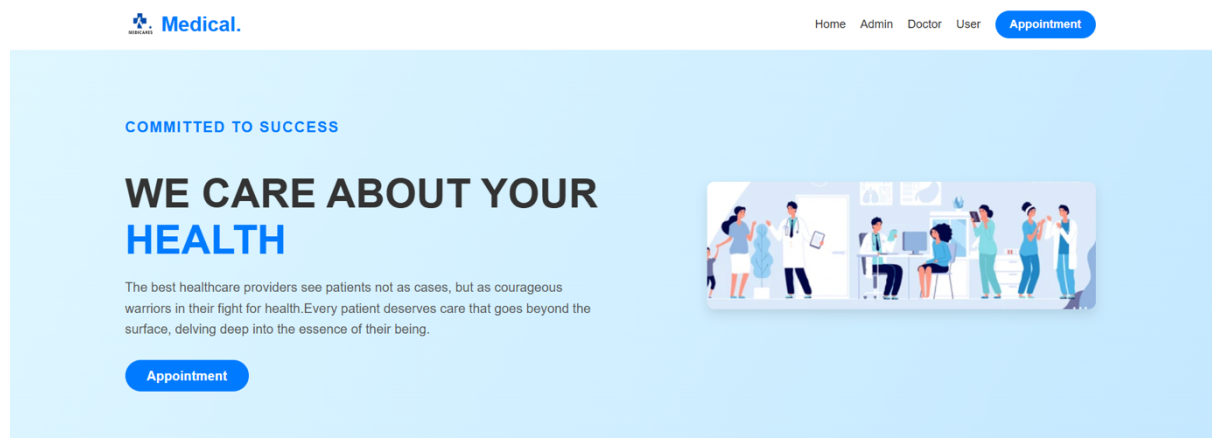 MEDICARES
Medical.
Home Admin Doctor User Appointment
COMMITTED TO SUCCESS
WE CARE ABOUT YOUR
HEALTH
The best healthcare providers see patients not as cases, but as courageous
warriors in their fight for health.Every patient deserves care that goes beyond the
surface, delving deep into the essence of their being.
Appointment